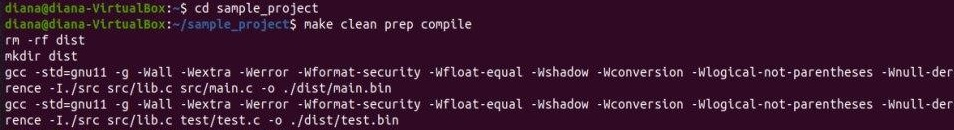 diana@diana-VirtualBox:~$ cd sample_project
diana@diana-VirtualBox:~/sample_project$ make clean prep compile
rm -rf dist
mkdir dist
gcc -std=gnu11 -g -Wall -Wextra -Werror -Wformat-security -Wfloat-equal -Wshadow -Wconversion -Wlogical-not-parentheses -Wnull-der
rence -I./src src/lib.c src/main.c -o ./dist/main.bin
gcc -std=gnu11 -g -Wall -Wextra -Werror -Wformat-security -Wfloat-equal -Wshadow -Wconversion -Wlogical-not-parentheses -Wnull-der
rence -I./src src/lib.c test/test.c -o ./dist/test.bin